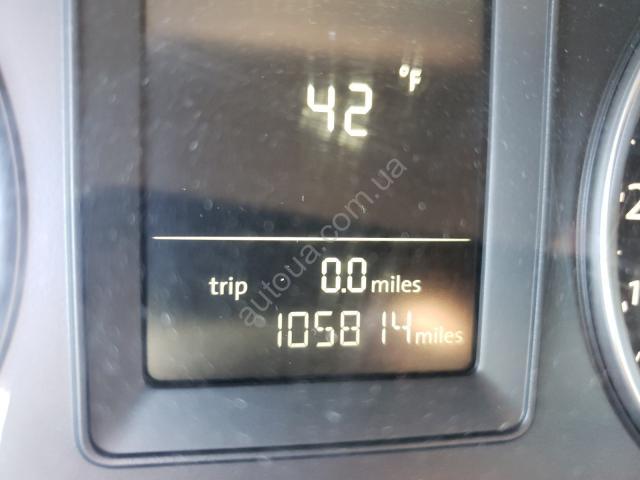 42 °F
trip 0.0 miles
105814 miles
autoua.com.ua